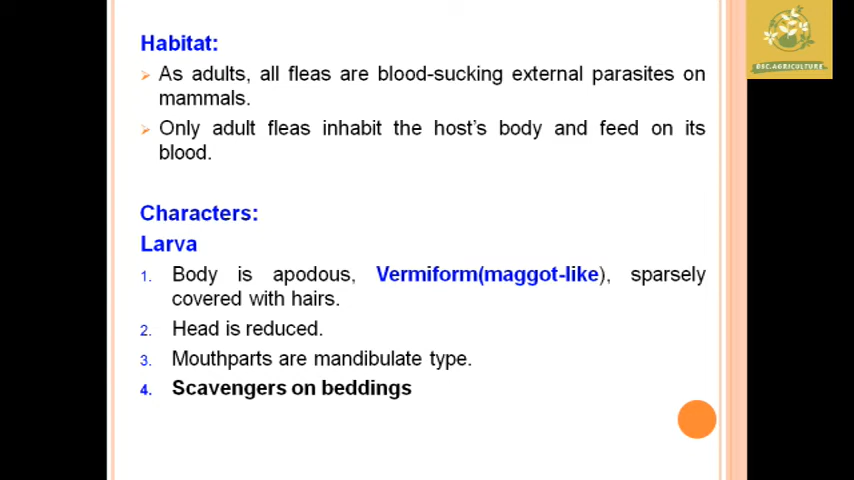 Habitat:
As adults, all fleas are blood-sucking external parasites on
mammals.
Only adult fleas inhabit the host's body and feed on its
blood.
Characters:
Larva
1. Body is apodous, Vermiform(maggot-like), sparsely
covered with hairs.
2. Head is reduced.
3. Mouthparts are mandibulate type.
4. Scavengers on beddings
GSC.AGRICULTURE